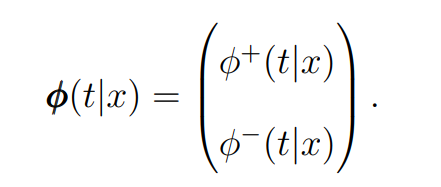 𝝓(t|x) = ( ϕ⁺(t|x)
ϕ⁻(t|x) ) .